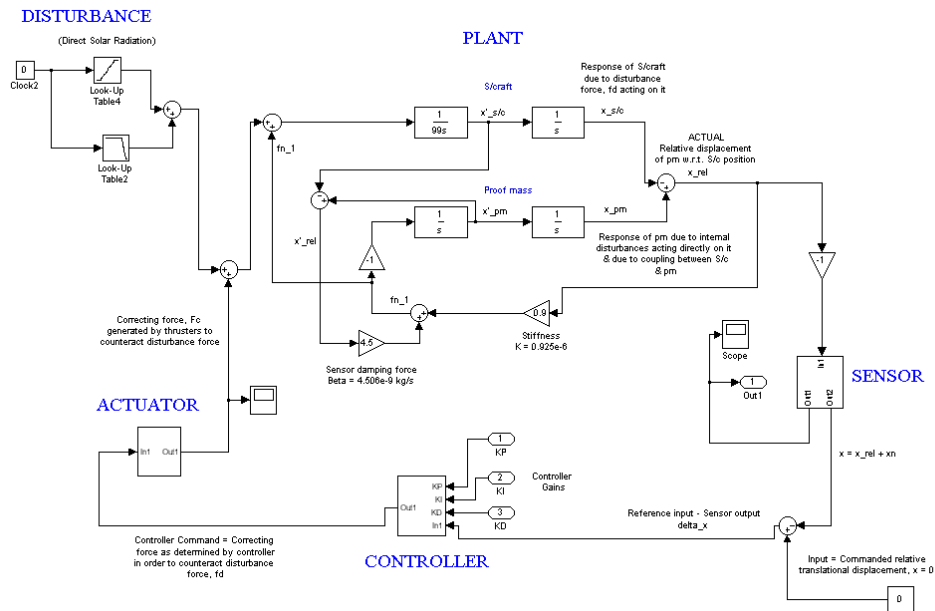 DISTURBANCE
(Direct Solar Radiation)
0
Clock2
Look-Up
Table4
Look-Up
Table2
PLANT
S/craft
Response of S/craft
due to disturbance
force, fd acting on it
1
99s
x'_s/c
1
s
x_s/c
fn_1
ACTUAL
Relative displacement
of pm w.r.t. S/c position
x_rel
Proof mass
1
s
x'_pm
1
s
x_pm
x'_rel
-1
Response of pm due to internal
disturbances acting directly on it
& due to coupling between S/c
& pm
-1
fn_1
0.9
Stiffness
K = 0.925e-6
4.5
Sensor damping force
Beta = 4.506e-9 kg/s
Correcting force, Fc
generated by thrusters to
counteract disturbance
force
Scope
1
Out1
In1
Out1
Out2
SENSOR
x = x_rel + xn
ACTUATOR
In1
Out1
1
KP
2
KI
3
KD
Controller
Gains
KP
KI
KD
In1
Out1
CONTROLLER
Controller Command = Correcting
force as determined by controller
in order to counteract disturbance
force, fd
Reference input - Sensor output
delta_x
Input = Commanded relative
translational displacement, x = 0
0